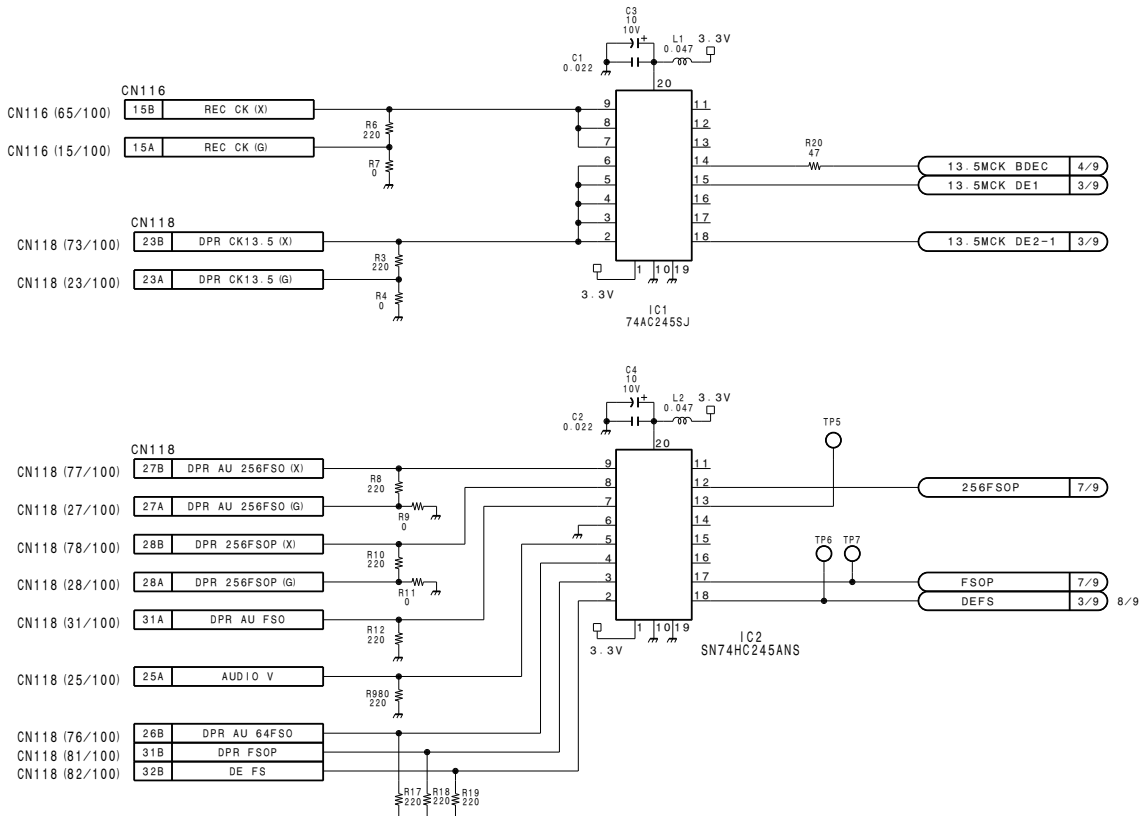 C3
10
10V
+
L1
0.047
3.3V
C1
0.022
20
CN116
CN116 (65/100) 15B REC CK (X)
CN116 (15/100) 15A REC CK (G)
R6
220
R7
0
9
8
7
6
5
4
3
2
11
12
13
14
15
16
17
18
1
10
19
3.3V
IC1
74AC245SJ
R20
47
13.5MCK BDEC 4/9
13.5MCK DE1 3/9
13.5MCK DE2-1 3/9
CN118
CN118 (73/100) 23B DPR CK13.5 (X)
CN118 (23/100) 23A DPR CK13.5 (G)
R3
220
R4
0
C4
10
10V
+
L2
0.047
3.3V
C2
0.022
20
TP5
CN118
CN118 (77/100) 27B DPR AU 256FSO (X)
CN118 (27/100) 27A DPR AU 256FSO (G)
CN118 (78/100) 28B DPR 256FSOP (X)
CN118 (28/100) 28A DPR 256FSOP (G)
CN118 (31/100) 31A DPR AU FSO
CN118 (25/100) 25A AUDIO V
CN118 (76/100) 26B DPR AU 64FSO
CN118 (81/100) 31B DPR FSOP
CN118 (82/100) 32B DE FS
R8
220
R9
0
R10
220
R11
0
R12
220
R980
220
R17
220
R18
220
R19
220
9
8
7
6
5
4
3
2
11
12
13
14
15
16
17
18
1
10
19
3.3V
IC2
SN74HC245ANS
TP6
TP7
256FSOP 7/9
FSOP 7/9
DEFS 3/9 8/9